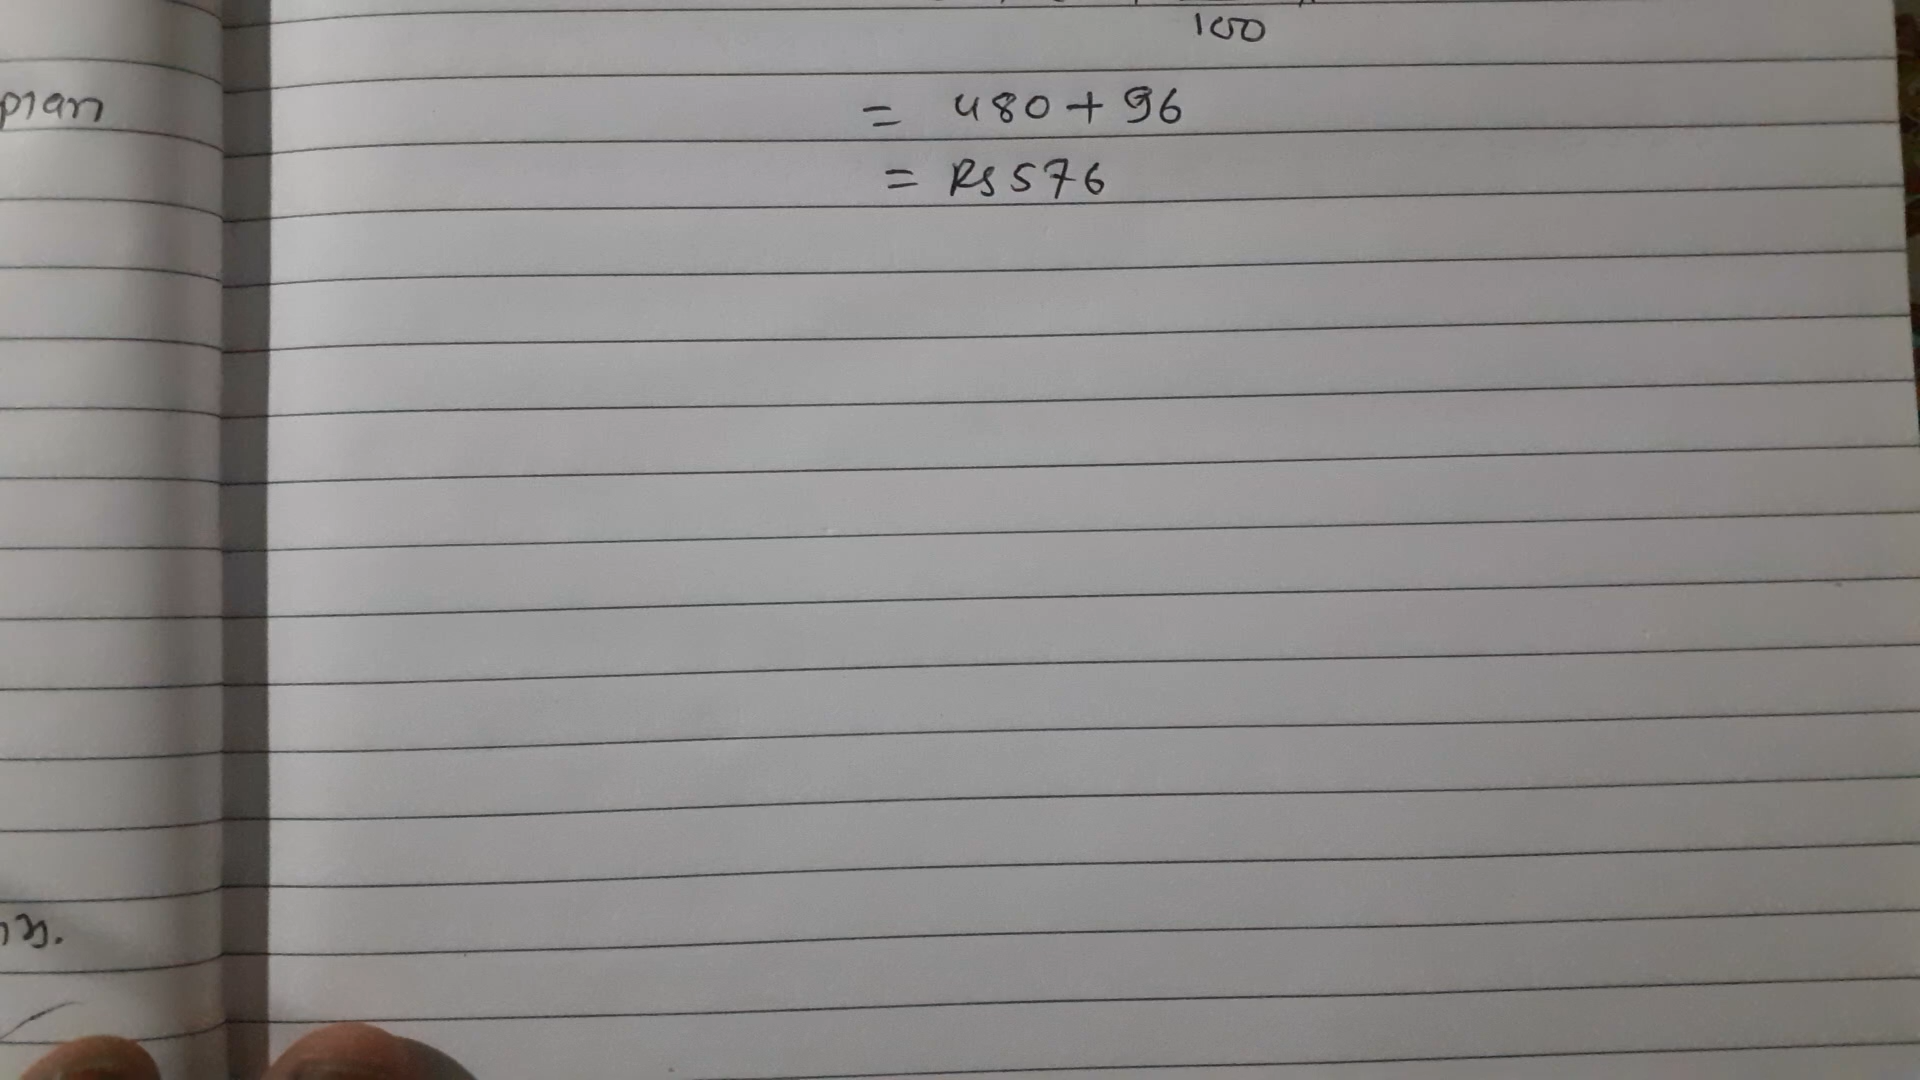 100
plan
= 480 + 96
= Rs 576